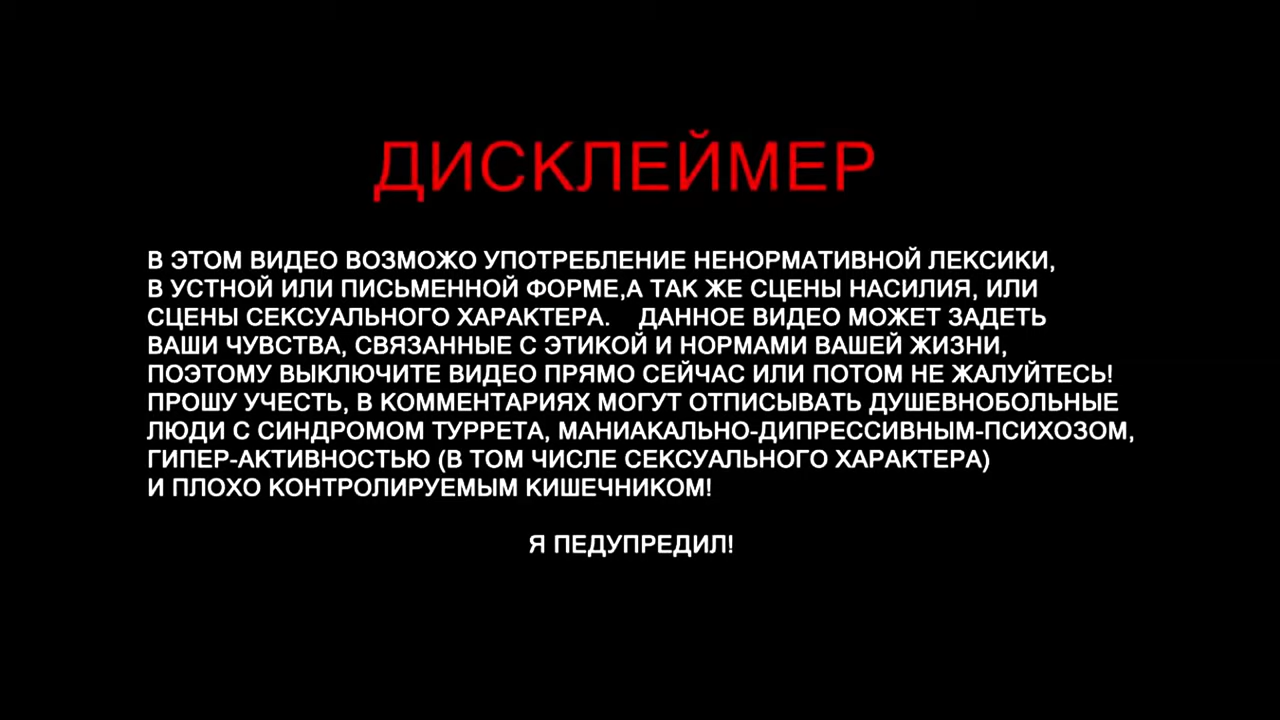 ДИСКЛЕЙМЕР
В ЭТОМ ВИДЕО ВОЗМОЖО УПОТРЕБЛЕНИЕ НЕНОРМАТИВНОЙ ЛЕКСИКИ,
В УСТНОЙ ИЛИ ПИСЬМЕННОЙ ФОРМЕ,А ТАК ЖЕ СЦЕНЫ НАСИЛИЯ, ИЛИ
СЦЕНЫ СЕКСУАЛЬНОГО ХАРАКТЕРА. ДАННОЕ ВИДЕО МОЖЕТ ЗАДЕТЬ
ВАШИ ЧУВСТВА, СВЯЗАННЫЕ С ЭТИКОЙ И НОРМАМИ ВАШЕЙ ЖИЗНИ,
ПОЭТОМУ ВЫКЛЮЧИТЕ ВИДЕО ПРЯМО СЕЙЧАС ИЛИ ПОТОМ НЕ ЖАЛУЙТЕСЬ!
ПРОШУ УЧЕСТЬ, В КОММЕНТАРИЯХ МОГУТ ОТПИСЫВАТЬ ДУШЕВНОБОЛЬНЫЕ
ЛЮДИ С СИНДРОМОМ ТУРРЕТА, МАНИАКАЛЬНО-ДИПРЕССИВНЫМ-ПСИХОЗОМ,
ГИПЕР-АКТИВНОСТЬЮ (В ТОМ ЧИСЛЕ СЕКСУАЛЬНОГО ХАРАКТЕРА)
И ПЛОХО КОНТРОЛИРУЕМЫМ КИШЕЧНИКОМ!
Я ПЕДУПРЕДИЛ!